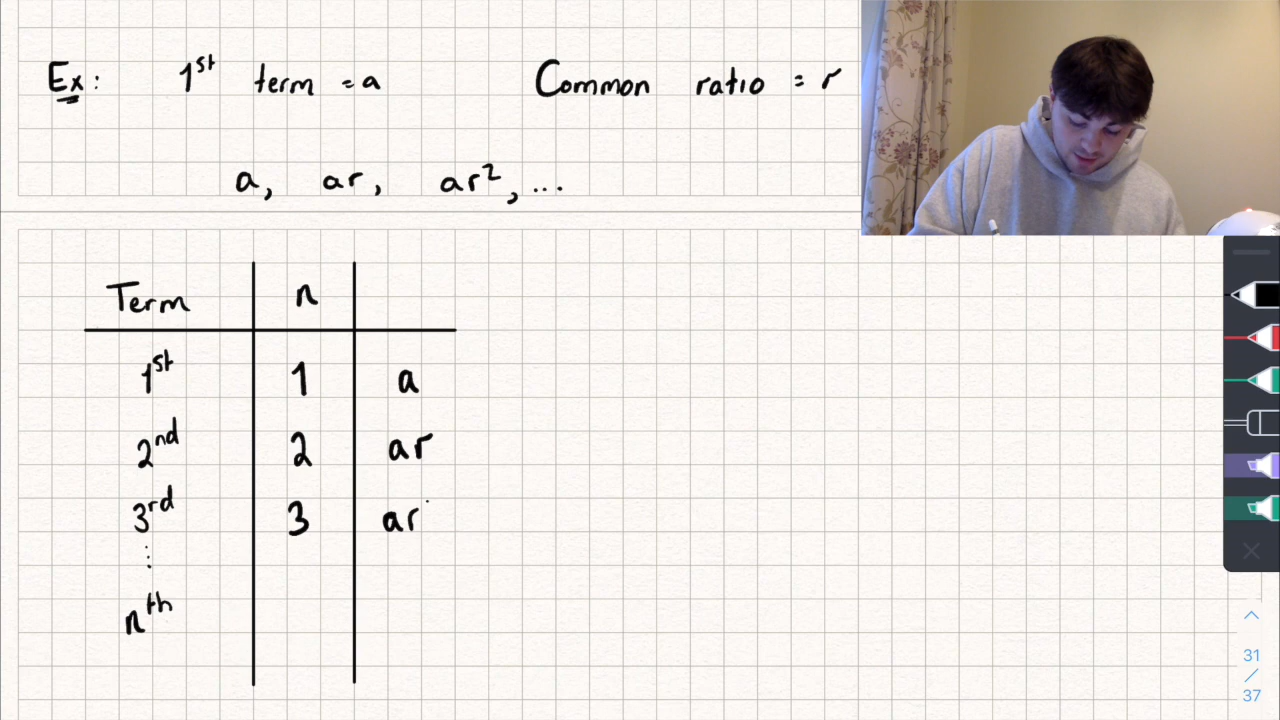 Ex: 1st term = a Common ratio = r
a, ar, ar², ...
Term n
1st 1 a
2nd 2 ar
3rd 3 ar
⋮
nth
31
/
37